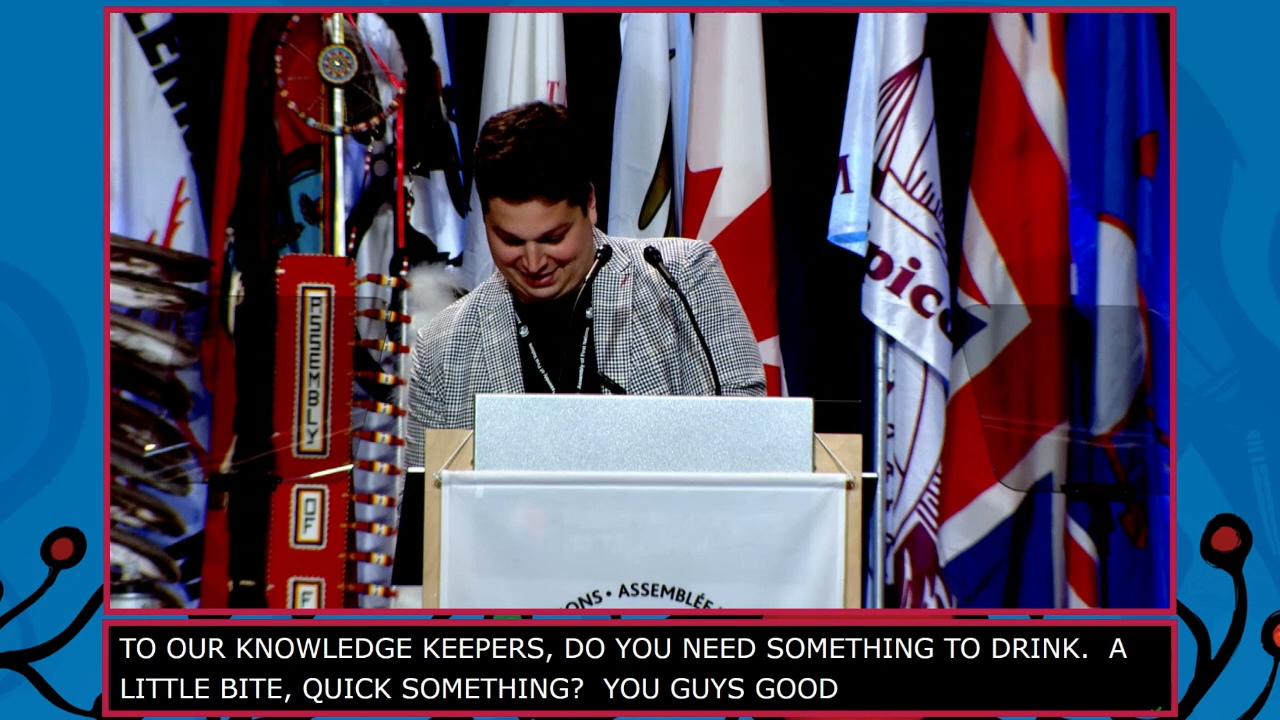 T
M
pico
ASSEMBLY
OF
F
ONS • ASSEMBLÉE
TO OUR KNOWLEDGE KEEPERS, DO YOU NEED SOMETHING TO DRINK.  A
LITTLE BITE, QUICK SOMETHING?  YOU GUYS GOOD